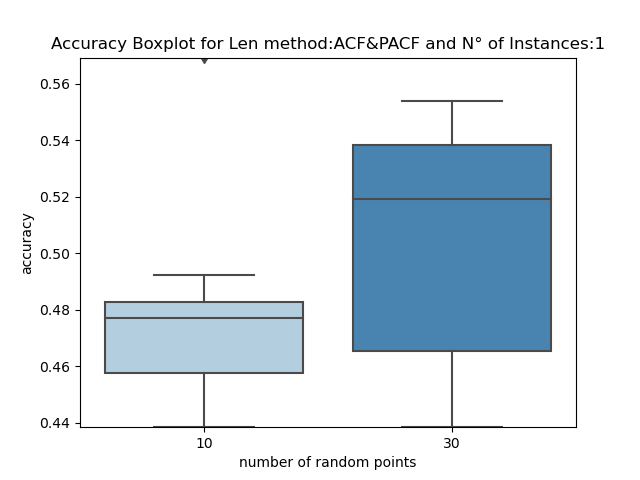 Accuracy Boxplot for Len method:ACF&PACF and N° of Instances:1
0.56
0.54
0.52
0.50
0.48
0.46
0.44
accuracy
10 30
number of random points